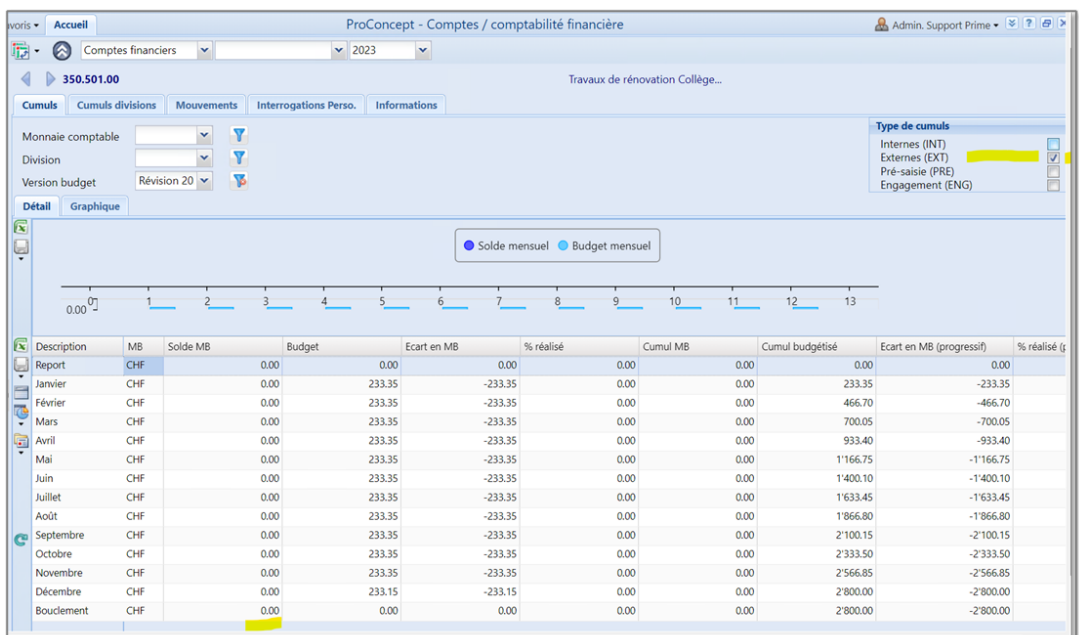 voris Accueil ProConcept - Comptes / comptabilité financière Admin. Support Prime ?
Comptes financiers 2023
350.501.00 Travaux de rénovation Collège...
Cumuls Cumuls divisions Mouvements Interrogations Perso. Informations
Type de cumuls
Monnaie comptable
Internes (INT)
Division
Externes (EXT)
Pré-saisie (PRE)
Version budget Révision 20
Engagement (ENG)
Détail Graphique
Solde mensuel Budget mensuel
0 1 2 3 4 5 6 7 8 9 10 11 12 13
0.00
Description MB Solde MB Budget Ecart en MB % réalisé Cumul MB Cumul budgétisé Ecart en MB (progressif) % réalisé (p
Report CHF 0.00 0.00 0.00 0.00 0.00 0.00 0.00
Janvier CHF 0.00 233.35 -233.35 0.00 0.00 233.35 -233.35
Février CHF 0.00 233.35 -233.35 0.00 0.00 466.70 -466.70
Mars CHF 0.00 233.35 -233.35 0.00 0.00 700.05 -700.05
Avril CHF 0.00 233.35 -233.35 0.00 0.00 933.40 -933.40
Mai CHF 0.00 233.35 -233.35 0.00 0.00 1'166.75 -1'166.75
Juin CHF 0.00 233.35 -233.35 0.00 0.00 1'400.10 -1'400.10
Juillet CHF 0.00 233.35 -233.35 0.00 0.00 1'633.45 -1'633.45
Août CHF 0.00 233.35 -233.35 0.00 0.00 1'866.80 -1'866.80
Septembre CHF 0.00 233.35 -233.35 0.00 0.00 2'100.15 -2'100.15
Octobre CHF 0.00 233.35 -233.35 0.00 0.00 2'333.50 -2'333.50
Novembre CHF 0.00 233.35 -233.35 0.00 0.00 2'566.85 -2'566.85
Décembre CHF 0.00 233.15 -233.15 0.00 0.00 2'800.00 -2'800.00
Bouclement CHF 0.00 0.00 0.00 0.00 0.00 2'800.00 -2'800.00